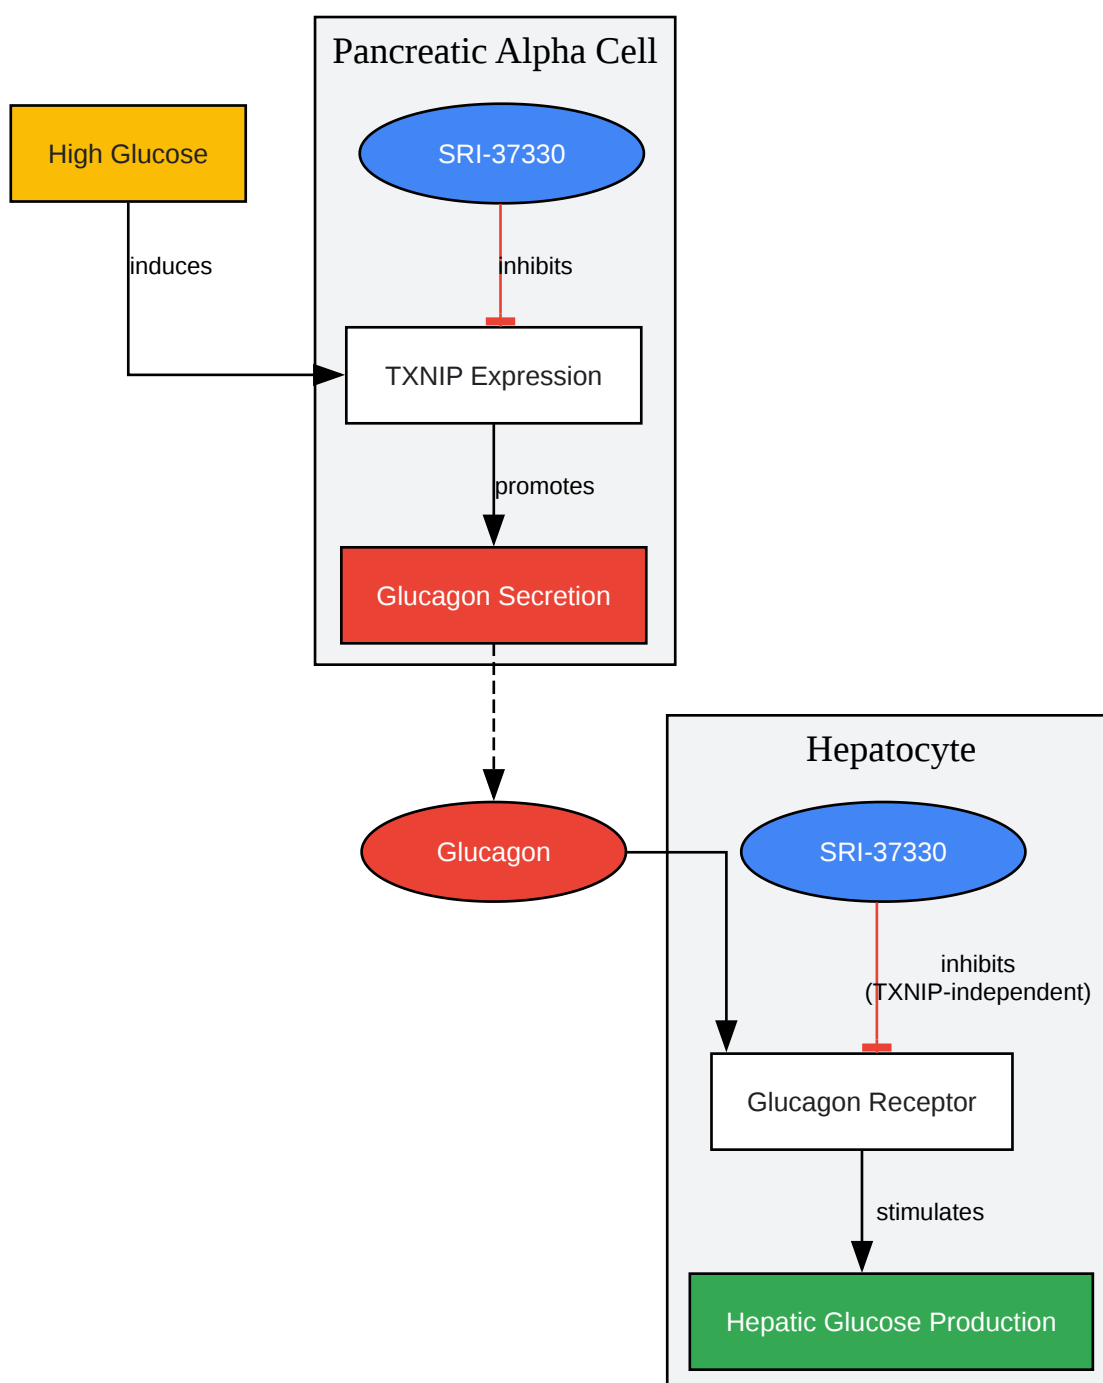 Pancreatic Alpha Cell
High Glucose
SRI-37330
induces
inhibits
TXNIP Expression
promotes
Glucagon Secretion
Hepatocyte
Glucagon
SRI-37330
inhibits
(TXNIP-independent)
Glucagon Receptor
stimulates
Hepatic Glucose Production